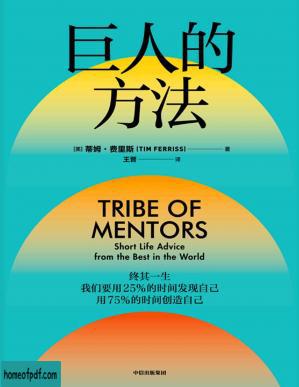 巨人的
方法
[美] 蒂姆·费里斯 (TIM FERRISS) 著
王晋 译
TRIBE OF
MENTORS
Short Life Advice
from the Best in the World
终其一生
我们要用25%的时间发现自己
用75%的时间创造自己
中信出版集团
homeofpdf.com